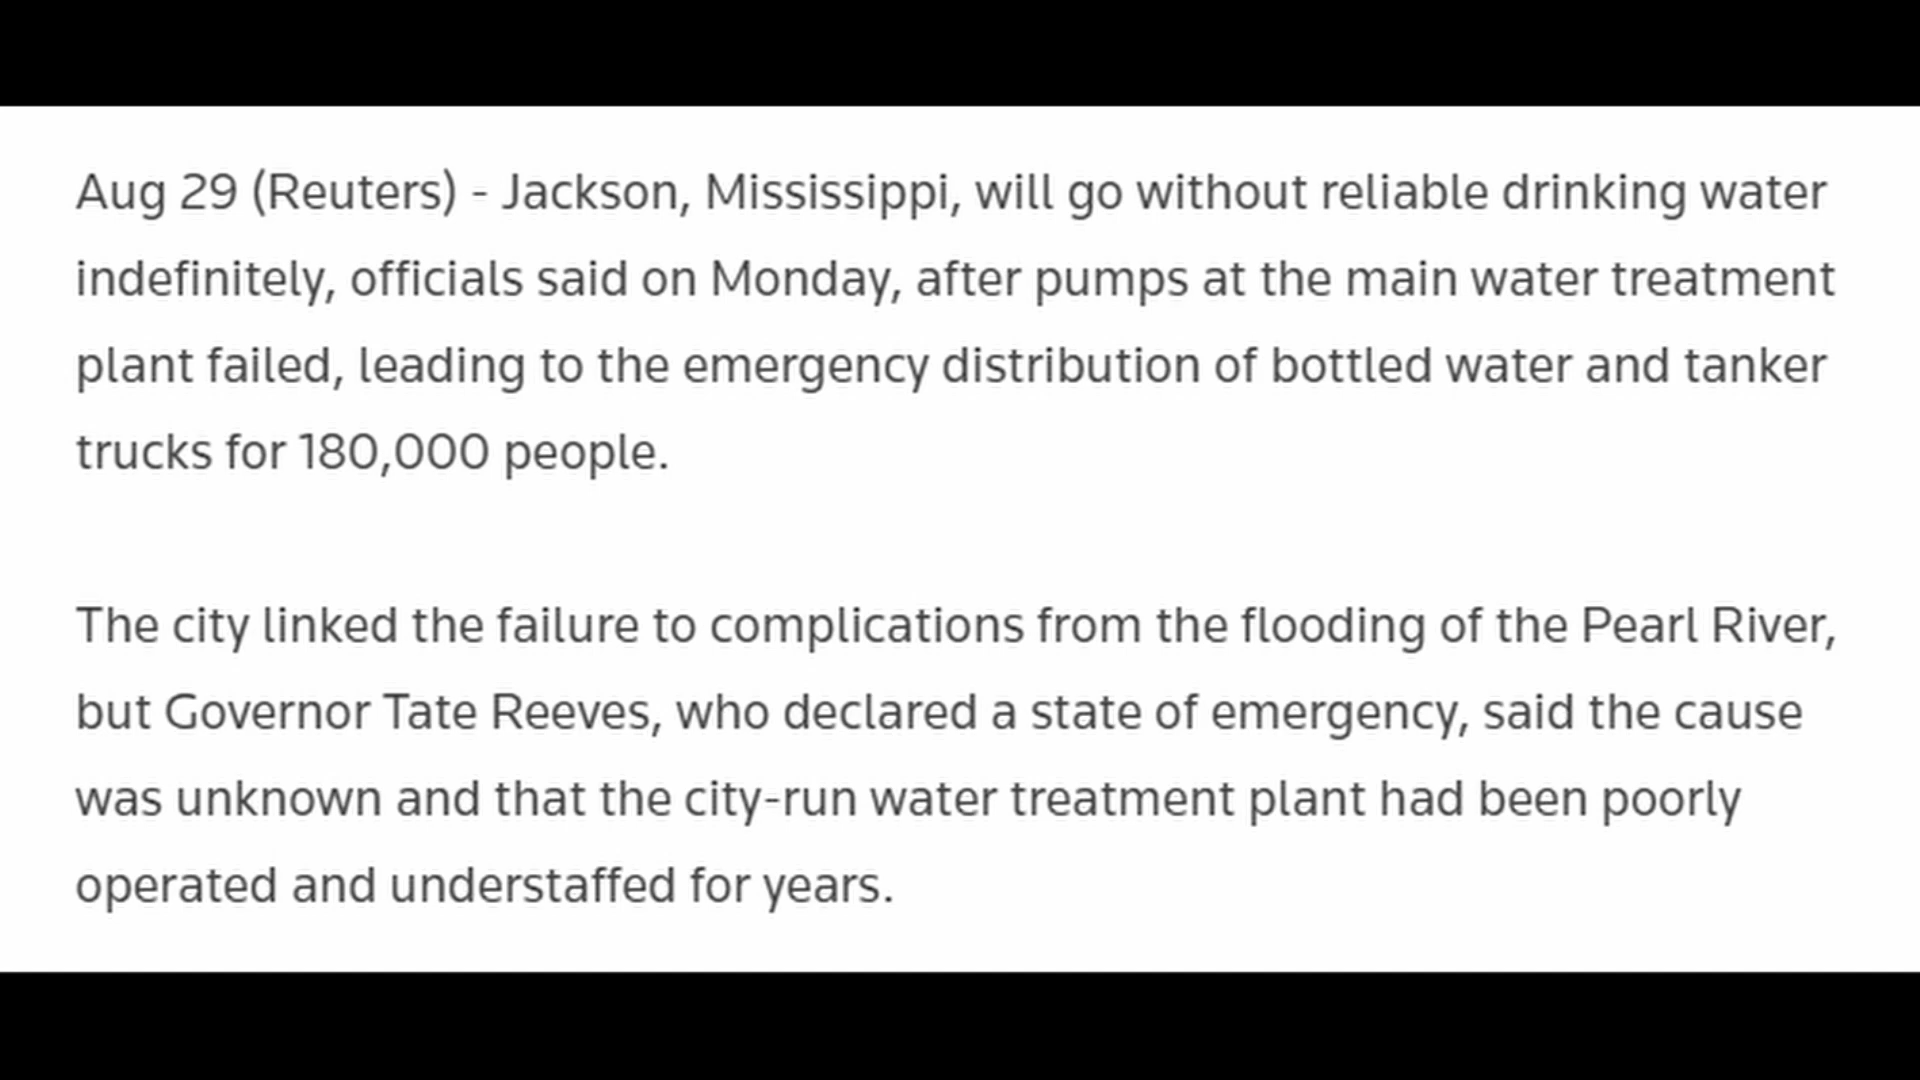 Aug 29 (Reuters) - Jackson, Mississippi, will go without reliable drinking water
indefinitely, officials said on Monday, after pumps at the main water treatment
plant failed, leading to the emergency distribution of bottled water and tanker
trucks for 180,000 people.
The city linked the failure to complications from the flooding of the Pearl River,
but Governor Tate Reeves, who declared a state of emergency, said the cause
was unknown and that the city-run water treatment plant had been poorly
operated and understaffed for years.